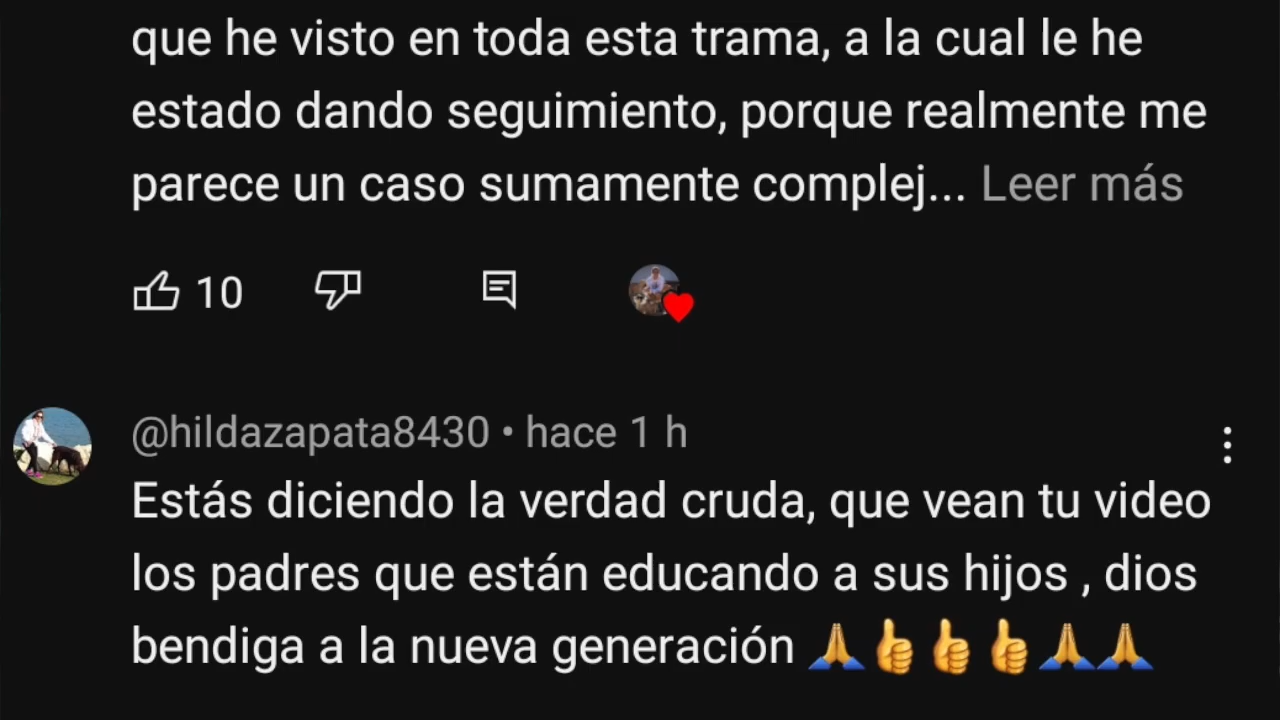 que he visto en toda esta trama, a la cual le he
estado dando seguimiento, porque realmente me
parece un caso sumamente complej... Leer más
10
@hildazapata8430 • hace 1 h
Estás diciendo la verdad cruda, que vean tu video
los padres que están educando a sus hijos , dios
bendiga a la nueva generación 🙏👍👍👍🙏🙏